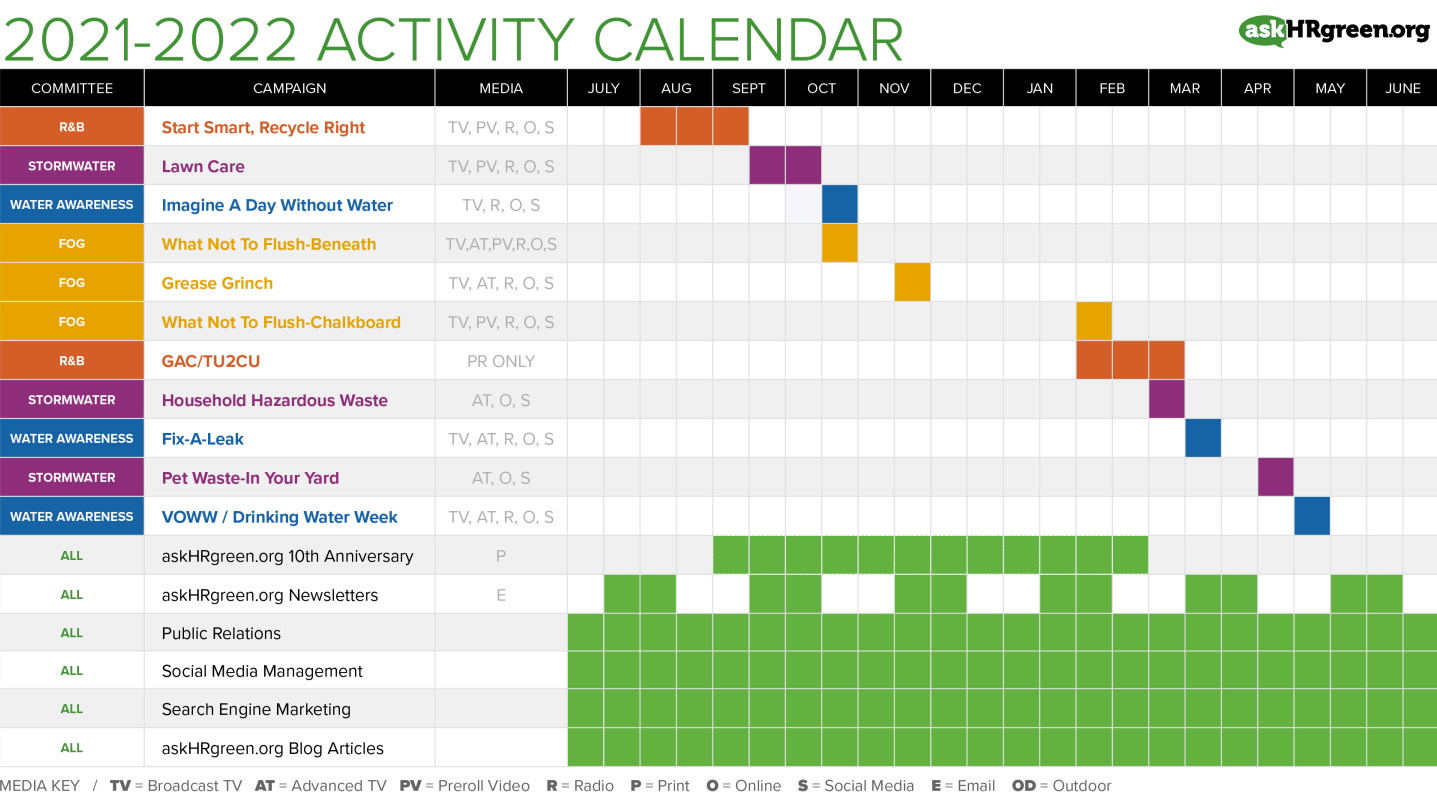 2021-2022 ACTIVITY CALENDAR
askHRgreen.org
COMMITTEE CAMPAIGN MEDIA JULY AUG SEPT OCT NOV DEC JAN FEB MAR APR MAY JUNE
R&B Start Smart, Recycle Right TV, PV, R, O, S
STORMWATER Lawn Care TV, PV, R, O, S
WATER AWARENESS Imagine A Day Without Water TV, R, O, S
FOG What Not To Flush-Beneath TV,AT,PV,R,O,S
FOG Grease Grinch TV, AT, R, O, S
FOG What Not To Flush-Chalkboard TV, PV, R, O, S
R&B GAC/TU2CU PR ONLY
STORMWATER Household Hazardous Waste AT, O, S
WATER AWARENESS Fix-A-Leak TV, AT, R, O, S
STORMWATER Pet Waste-In Your Yard AT, O, S
WATER AWARENESS VOWW / Drinking Water Week TV, AT, R, O, S
ALL askHRgreen.org 10th Anniversary P
ALL askHRgreen.org Newsletters E
ALL Public Relations
ALL Social Media Management
ALL Search Engine Marketing
ALL askHRgreen.org Blog Articles
MEDIA KEY / TV = Broadcast TV AT = Advanced TV PV = Preroll Video R = Radio P = Print O = Online S = Social Media E = Email OD = Outdoor